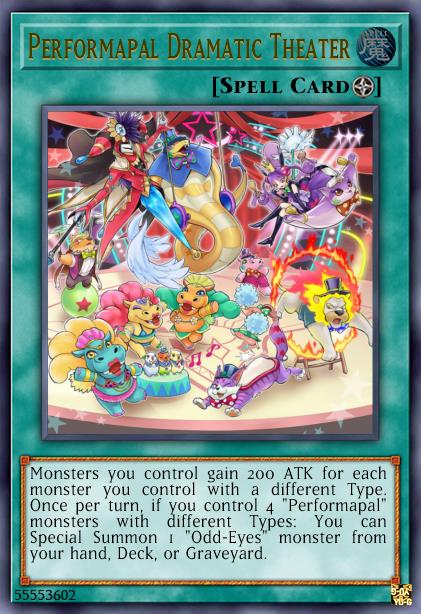 Performapal Dramatic Theater
魔
[Spell Card]
Monsters you control gain 200 ATK for each
monster you control with a different Type.
Once per turn, if you control 4 "Performapal"
monsters with different Types: You can
Special Summon 1 "Odd-Eyes" monster from
your hand, Deck, or Graveyard.
55553602